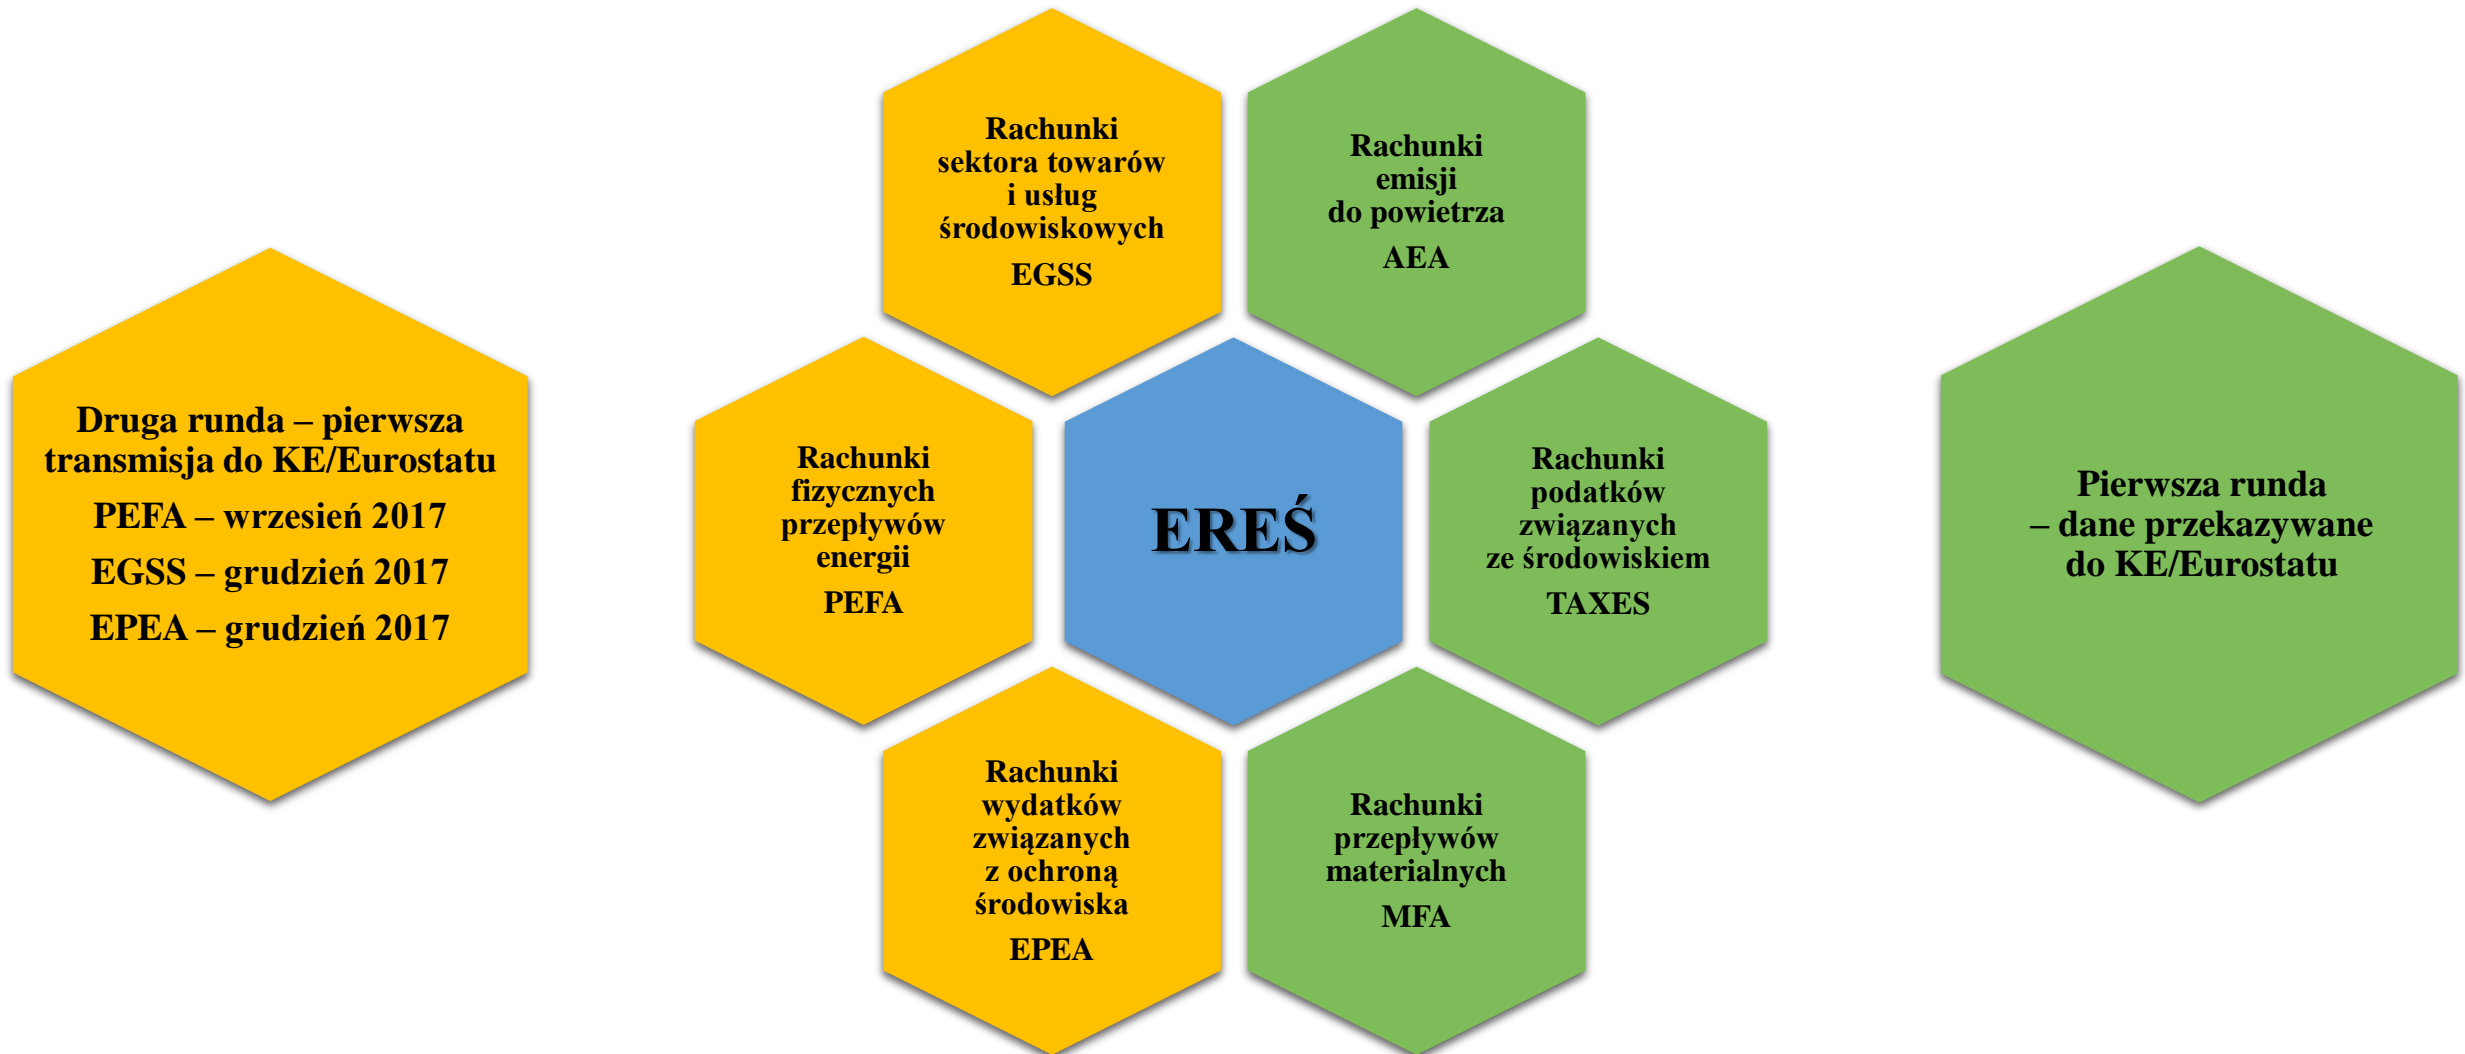 Druga runda – pierwsza
transmisja do KE/Eurostatu
PEFA – wrzesień 2017
EGSS – grudzień 2017
EPEA – grudzień 2017
Rachunki
sektora towarów
i usług
środowiskowych
EGSS
Rachunki
emisji
do powietrza
AEA
Rachunki
fizycznych
przepływów
energii
PEFA
EREŚ
Rachunki
podatków
związanych
ze środowiskiem
TAXES
Rachunki
wydatków
związanych
z ochroną
środowiska
EPEA
Rachunki
przepływów
materialnych
MFA
Pierwsza runda
– dane przekazywane
do KE/Eurostatu